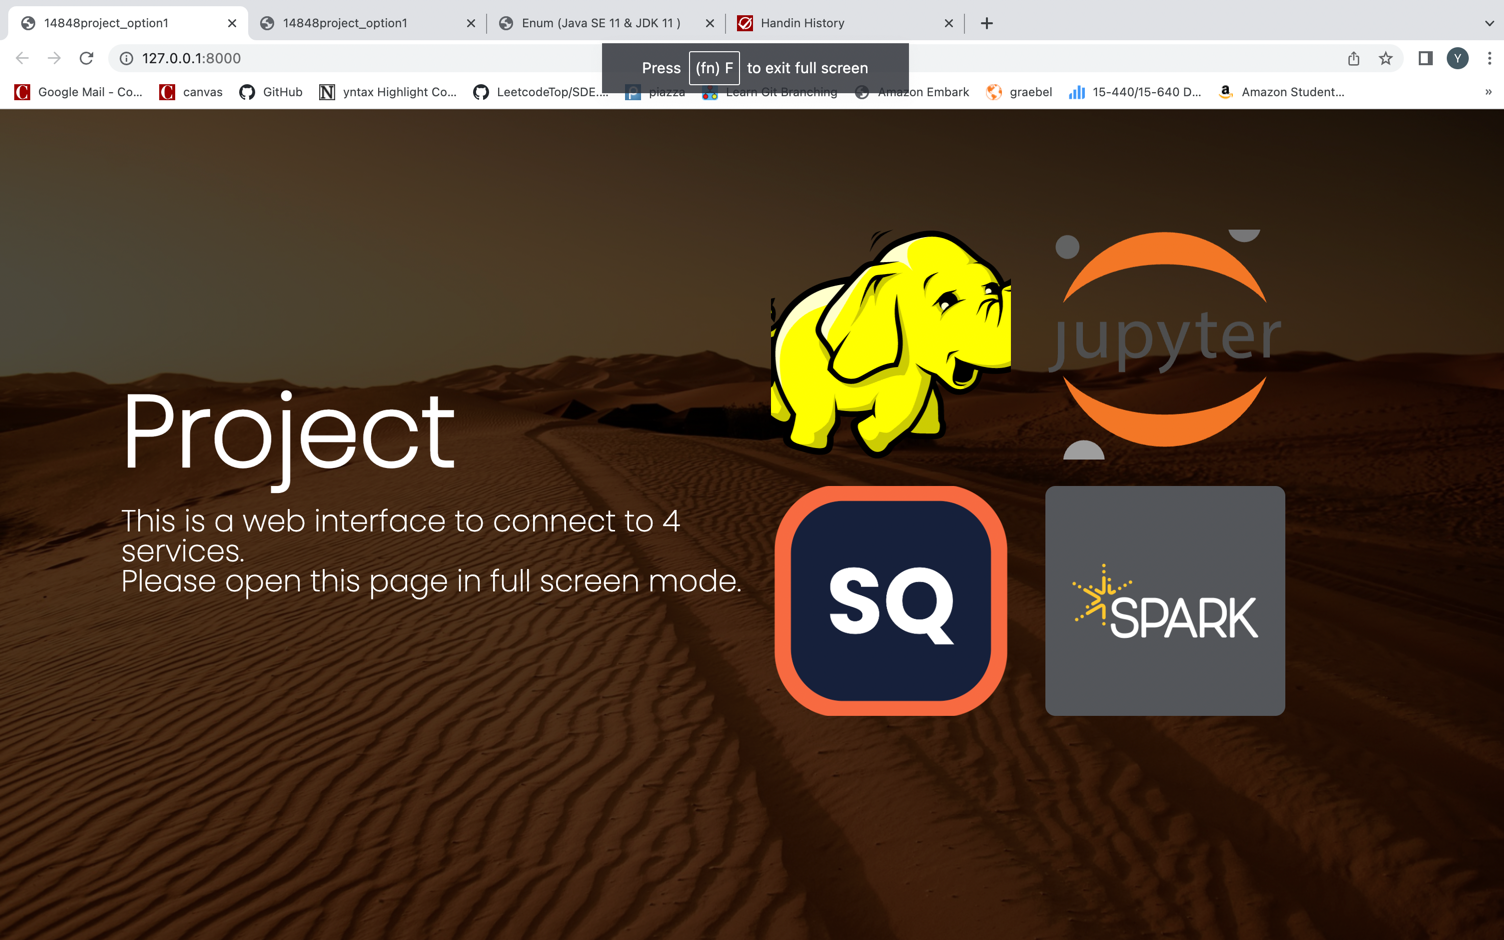 14848project_option1
14848project_option1
Enum (Java SE 11 & JDK 11 )
Handin History
127.0.0.1:8000
Press (fn) F to exit full screen
Y
Google Mail - Co...
canvas
GitHub
yntax Highlight Co...
LeetcodeTop/SDE....
piazza
Learn Git Branching
Amazon Embark
graebel
15-440/15-640 D...
Amazon Student...
»
jupyter
Project
This is a web interface to connect to 4
services.
Please open this page in full screen mode.
SQ
SPARK